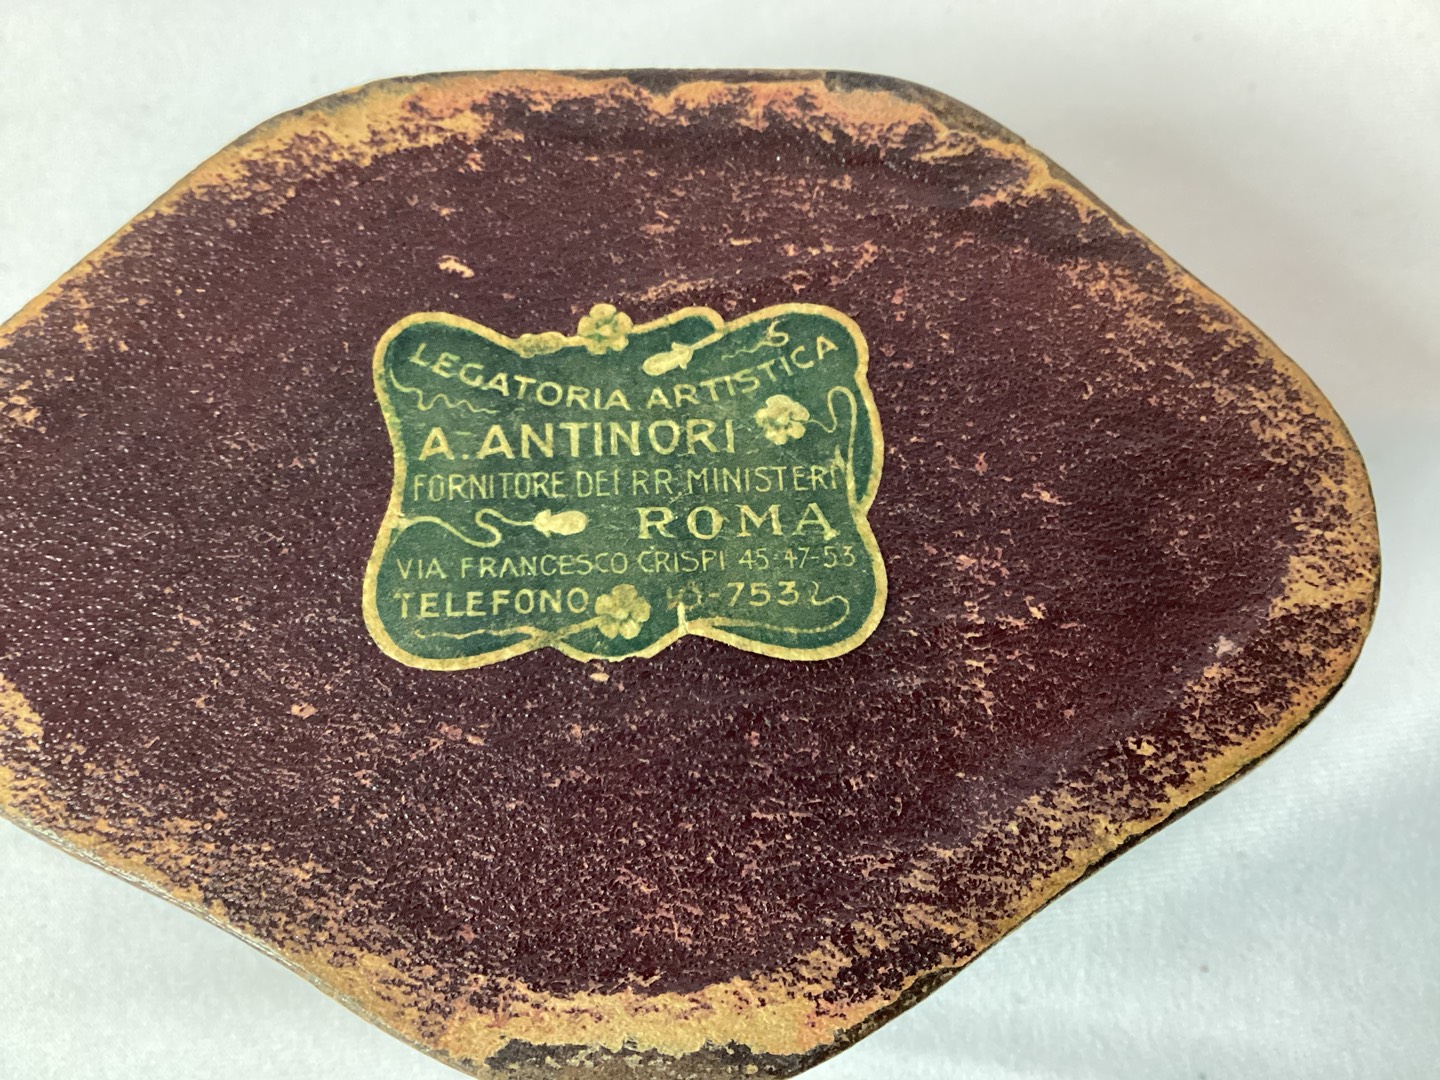 LEGATORIA ARTISTICA
A. ANTINORI
FORNITORE DEI RR. MINISTERI
ROMA
VIA FRANCESCO CRISPI 45-47-53
TELEFONO